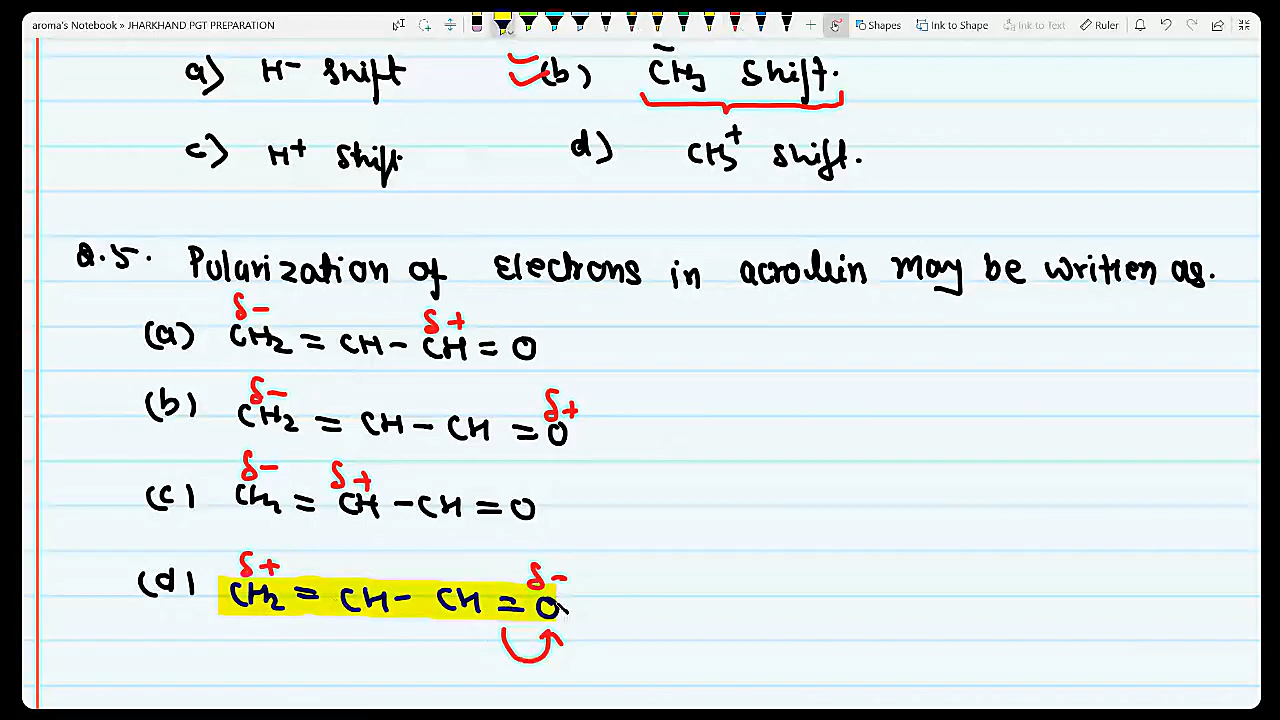 aroma's Notebook » JHARKHAND PGT PREPARATION
Shapes Ink to Shape Ink to Text Ruler
a) H⁻ shift (b) C̄H₃ shift.
c) H⁺ shift d) CH₃⁺ shift.
Q.5. Polarization of electrons in acrolein may be written as.
δ- δ+
(a) CH₂ = CH - CH = O
δ- δ+
(b) CH₂ = CH - CH = O
δ- δ+
(c) CH₂ = CH - CH = O
δ+ δ-
(d) CH₂ = CH - CH = O